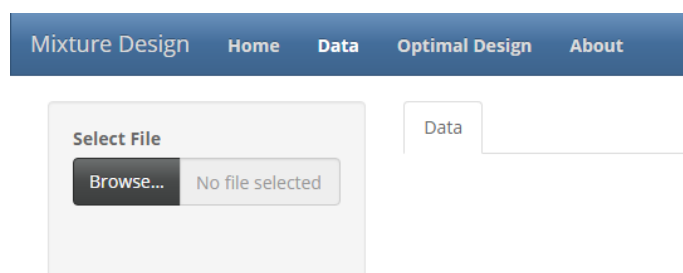 Mixture Design Home Data Optimal Design About
Data
Select File
Browse... No file selected